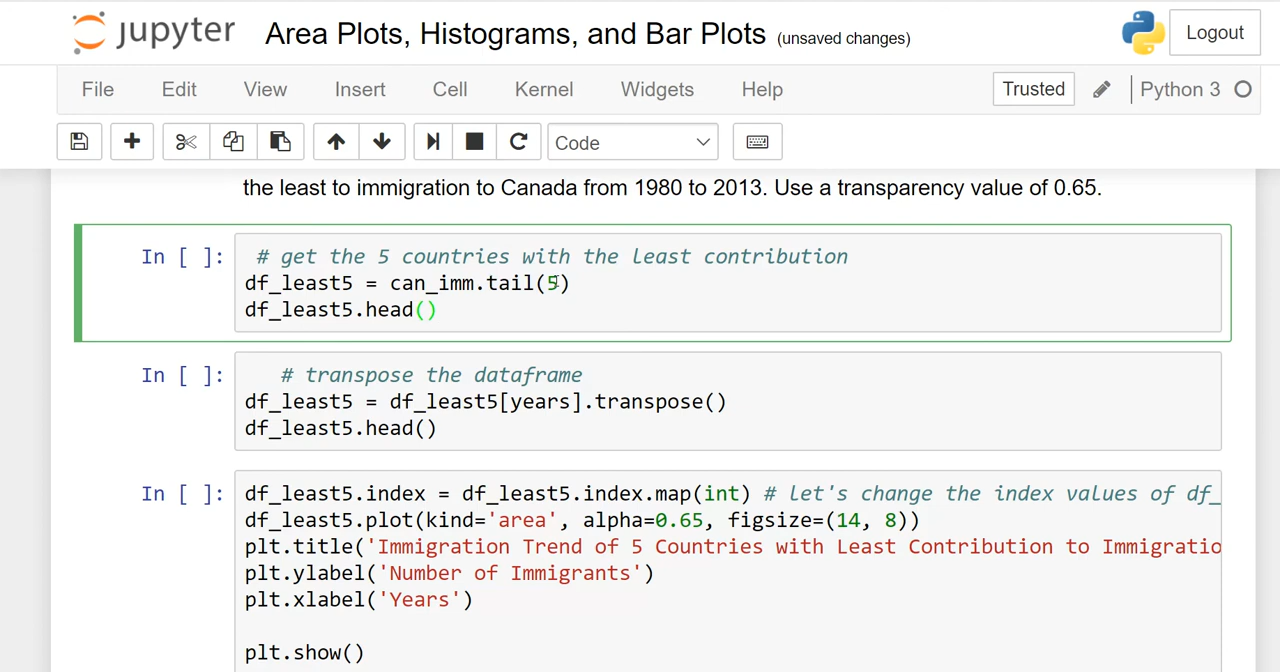 jupyter Area Plots, Histograms, and Bar Plots (unsaved changes) Logout
File Edit View Insert Cell Kernel Widgets Help Trusted Python 3
Code
the least to immigration to Canada from 1980 to 2013. Use a transparency value of 0.65.
In [ ]: # get the 5 countries with the least contribution
df_least5 = can_imm.tail(5)
df_least5.head()
In [ ]: # transpose the dataframe
df_least5 = df_least5[years].transpose()
df_least5.head()
In [ ]: df_least5.index = df_least5.index.map(int) # let's change the index values of df_
df_least5.plot(kind='area', alpha=0.65, figsize=(14, 8))
plt.title('Immigration Trend of 5 Countries with Least Contribution to Immigratio
plt.ylabel('Number of Immigrants')
plt.xlabel('Years')
plt.show()